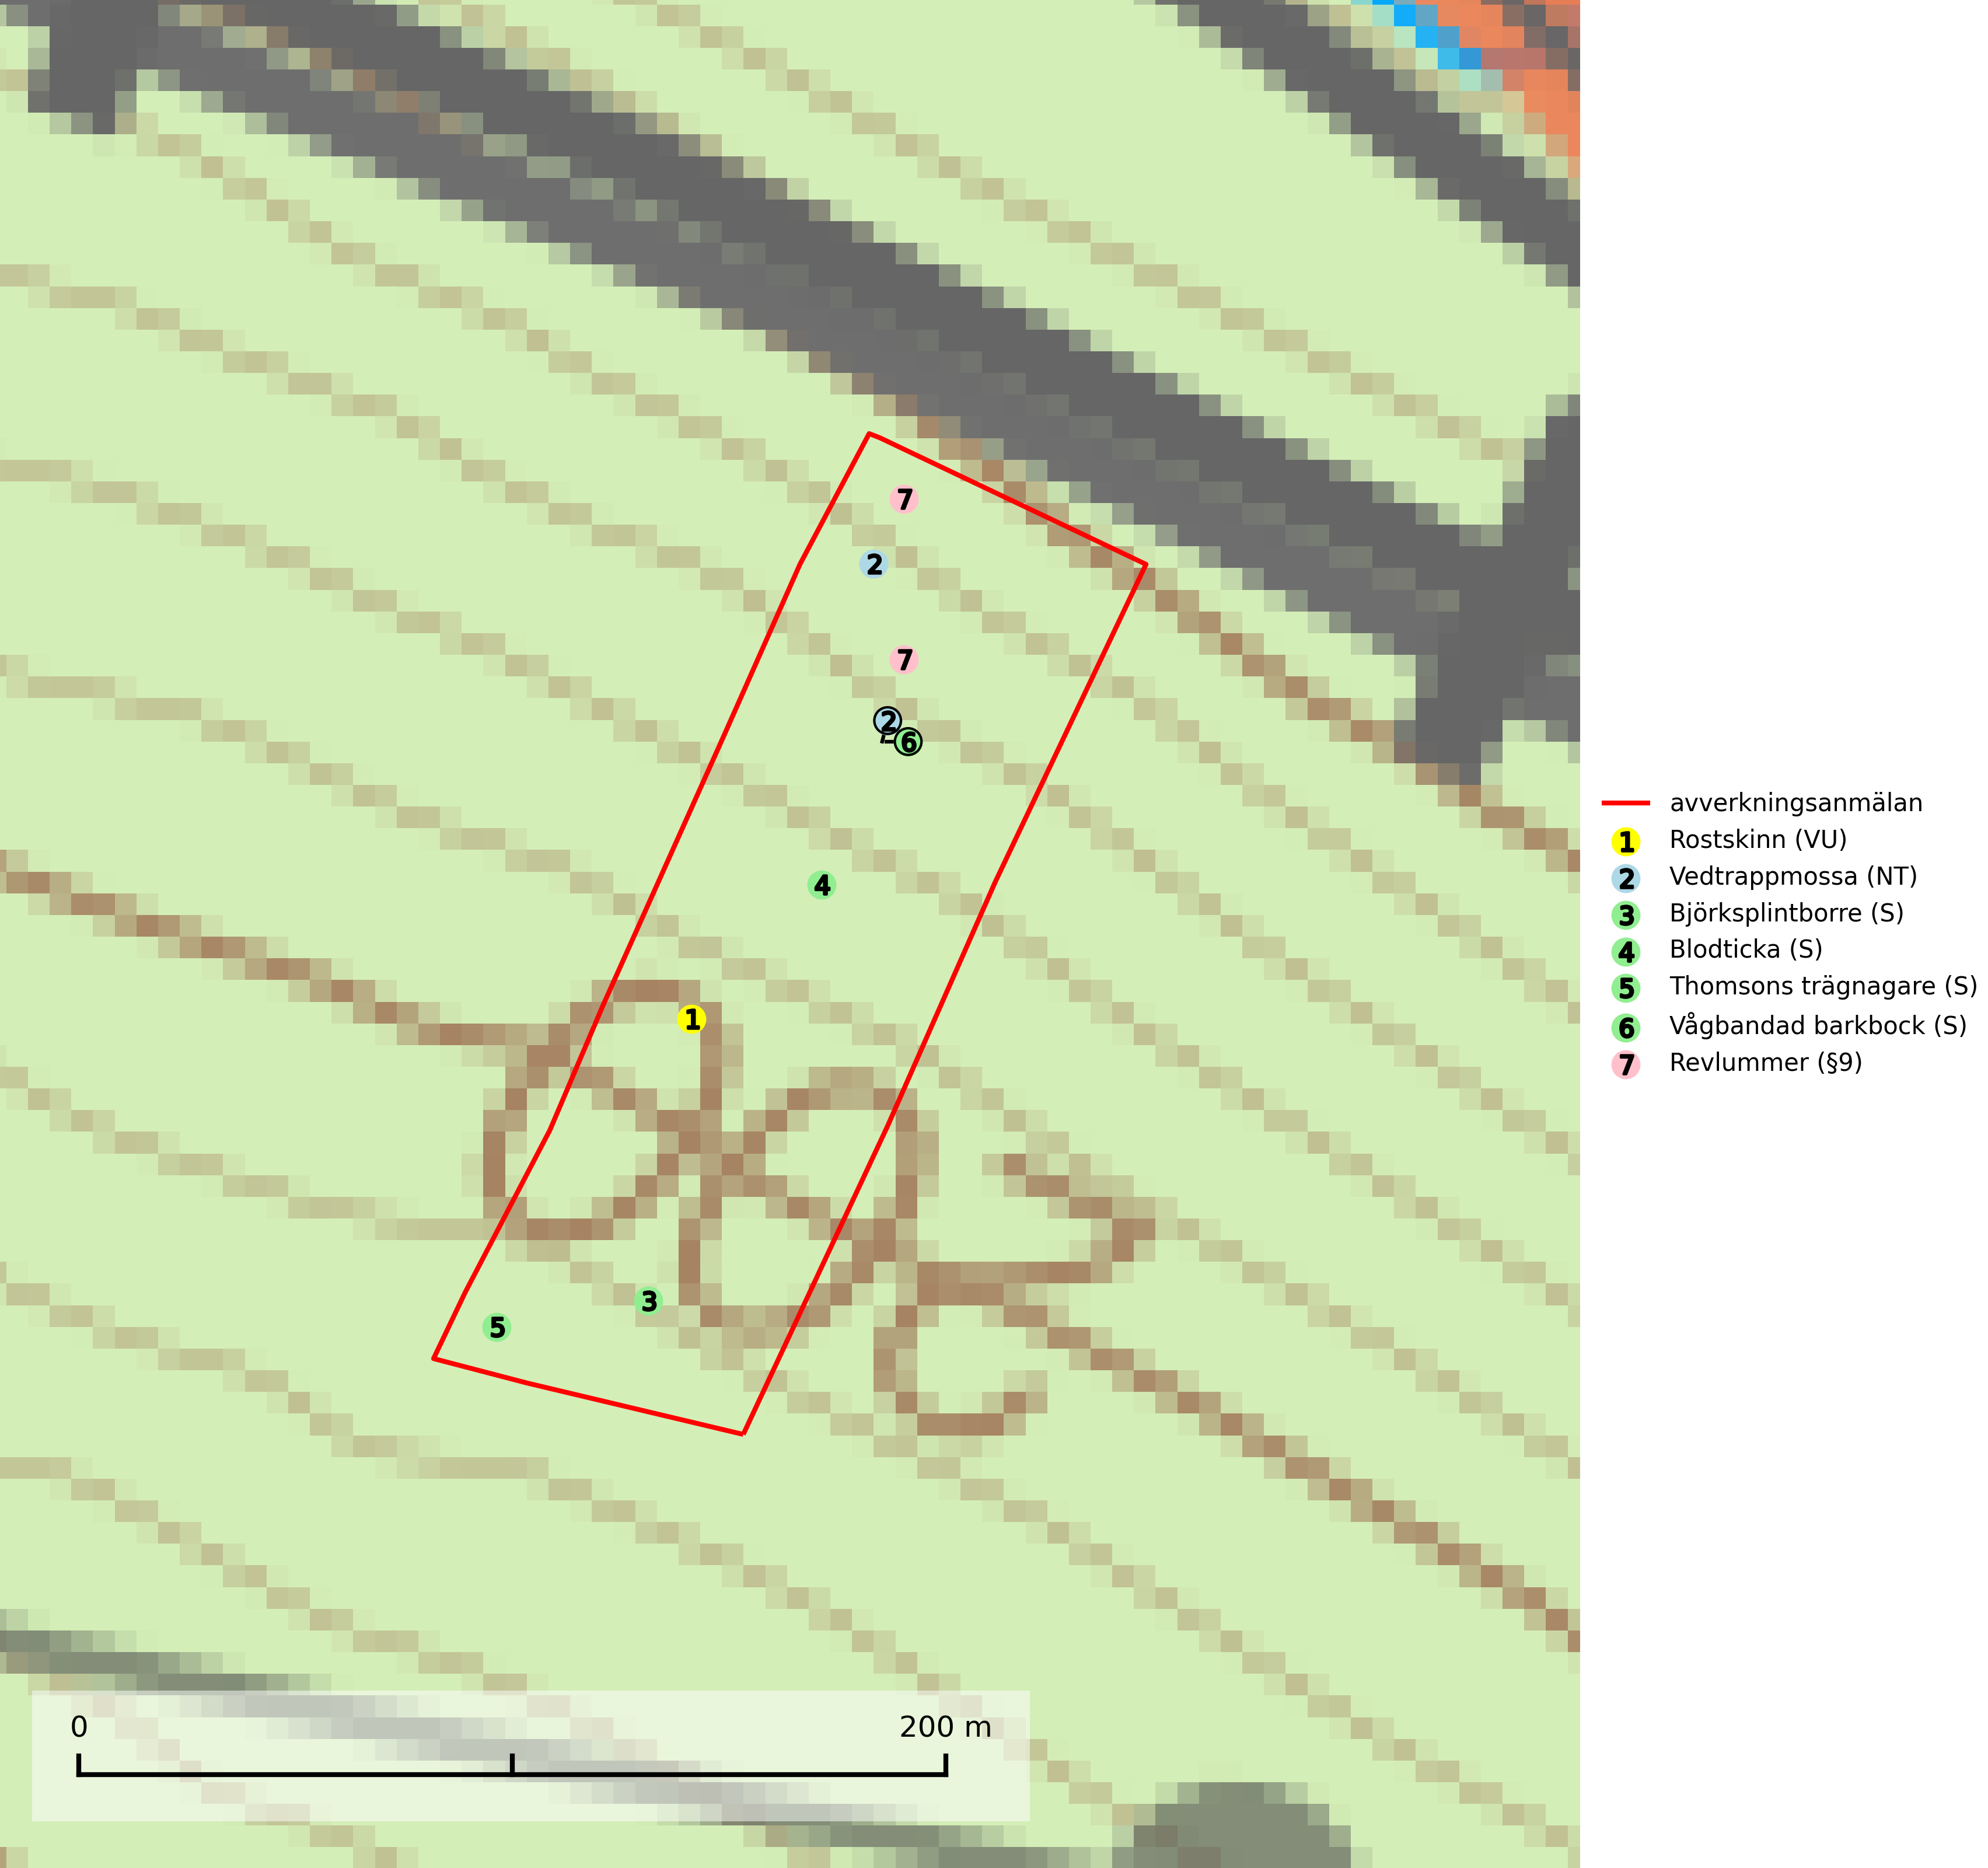 7
2
7
2
6
4
1
3
5
avverkningsanmälan
1 Rostskinn (VU)
2 Vedtrappmossa (NT)
3 Björksplintborre (S)
4 Blodticka (S)
5 Thomsons trägnagare (S)
6 Vågbandad barkbock (S)
7 Revlummer (§9)
0 200 m